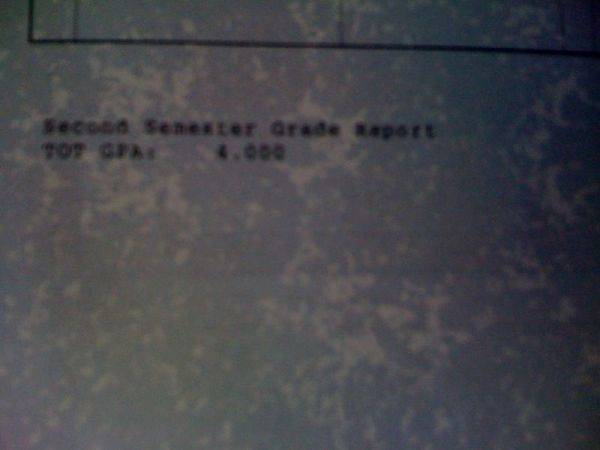 Second Semester Grade Report
TOT GPA: 4.000